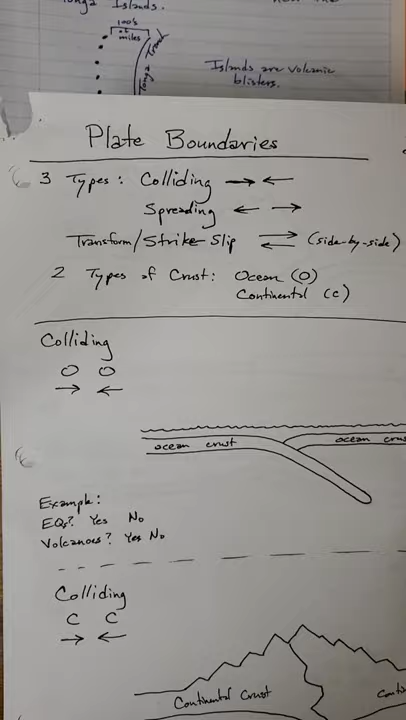 Tonga Islands.
100's
of
miles
Tonga Trench
Islands are volcanic
blisters.
Plate Boundaries
3 Types: Colliding → ←
Spreading ← →
Transform/Strike-Slip (side-by-side)
2 Types of Crust: Ocean (O)
Continental (C)
Colliding
O O
→ ←
ocean crust
ocean crust
Example:
EQs? Yes No
Volcanoes? Yes No
Colliding
C C
→ ←
Continental Crust